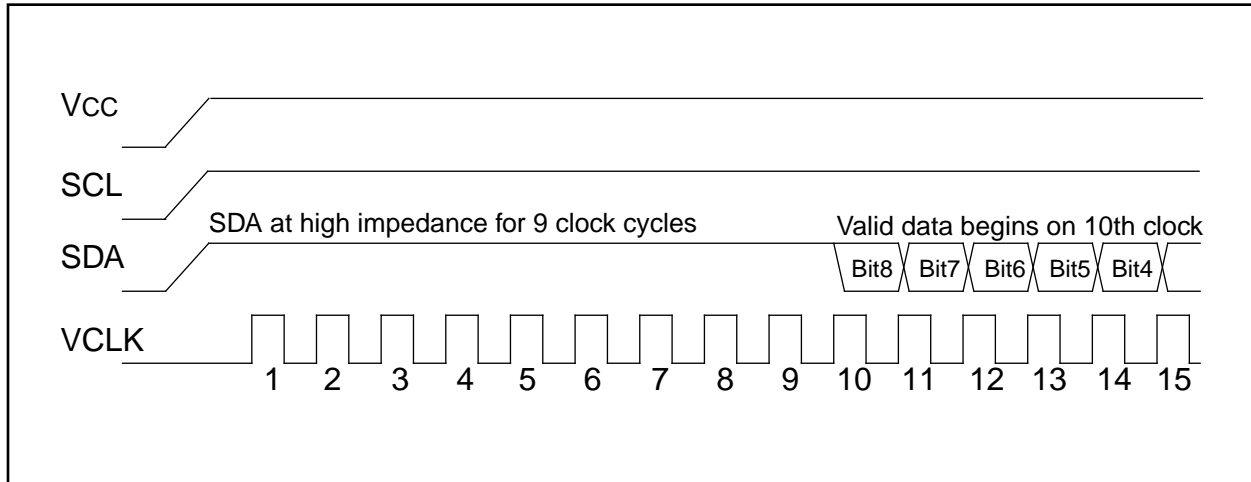 Vcc
SCL
SDA at high impedance for 9 clock cycles
Valid data begins on 10th clock
SDA
Bit8 Bit7 Bit6 Bit5 Bit4
VCLK
1 2 3 4 5 6 7 8 9 10 11 12 13 14 15